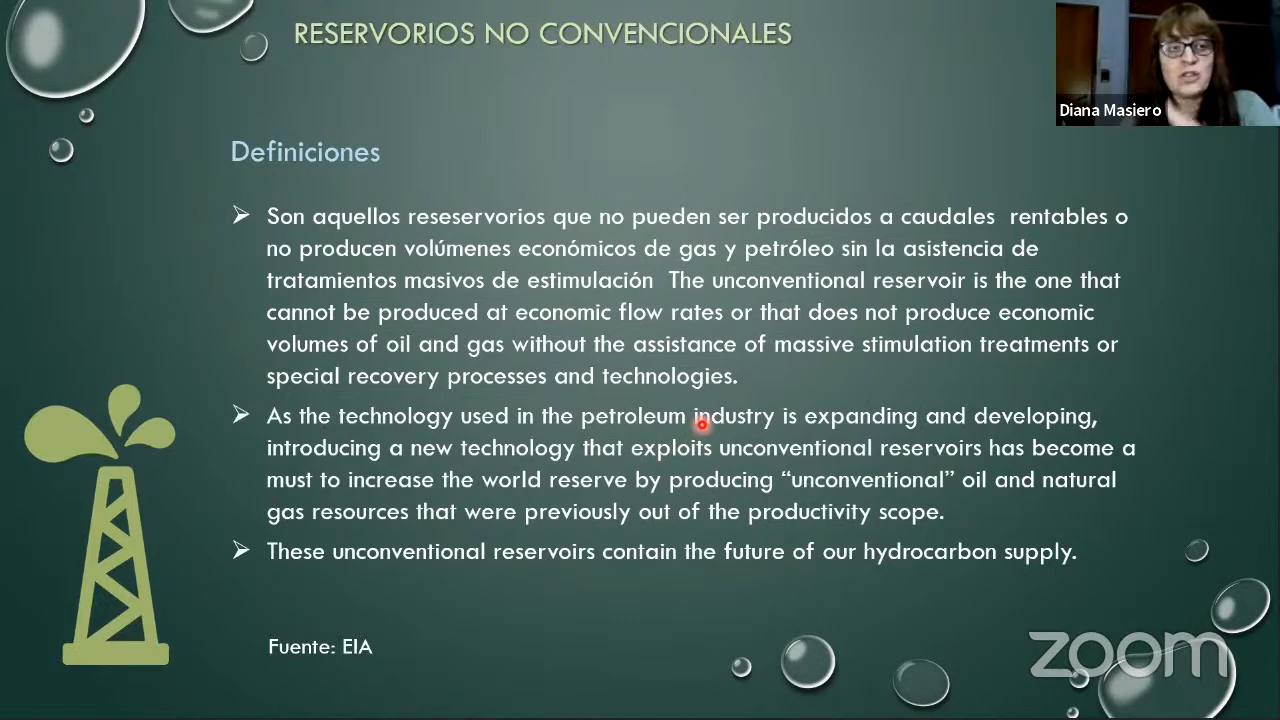 RESERVORIOS NO CONVENCIONALES
Diana Masiero
Definiciones
➢ Son aquellos reseservorios que no pueden ser producidos a caudales rentables o
no producen volúmenes económicos de gas y petróleo sin la asistencia de
tratamientos masivos de estimulación The unconventional reservoir is the one that
cannot be produced at economic flow rates or that does not produce economic
volumes of oil and gas without the assistance of massive stimulation treatments or
special recovery processes and technologies.
➢ As the technology used in the petroleum industry is expanding and developing,
introducing a new technology that exploits unconventional reservoirs has become a
must to increase the world reserve by producing “unconventional” oil and natural
gas resources that were previously out of the productivity scope.
➢ These unconventional reservoirs contain the future of our hydrocarbon supply.
Fuente: EIA
zoom